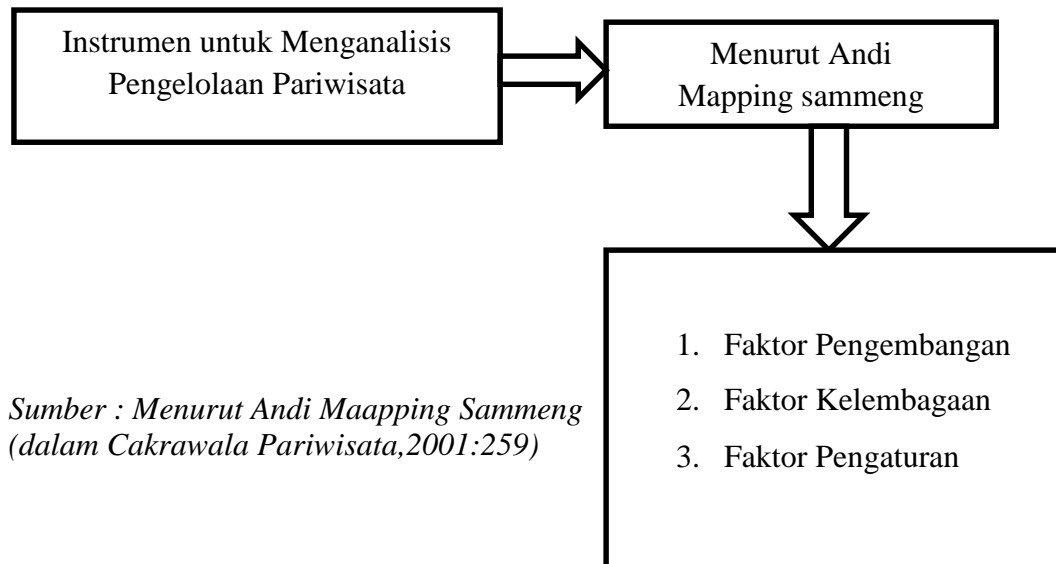 Instrumen untuk Menganalisis
Pengelolaan Pariwisata
Menurut Andi
Mapping sammeng
1. Faktor Pengembangan
2. Faktor Kelembagaan
3. Faktor Pengaturan
Sumber : Menurut Andi Maapping Sammeng
(dalam Cakrawala Pariwisata,2001:259)